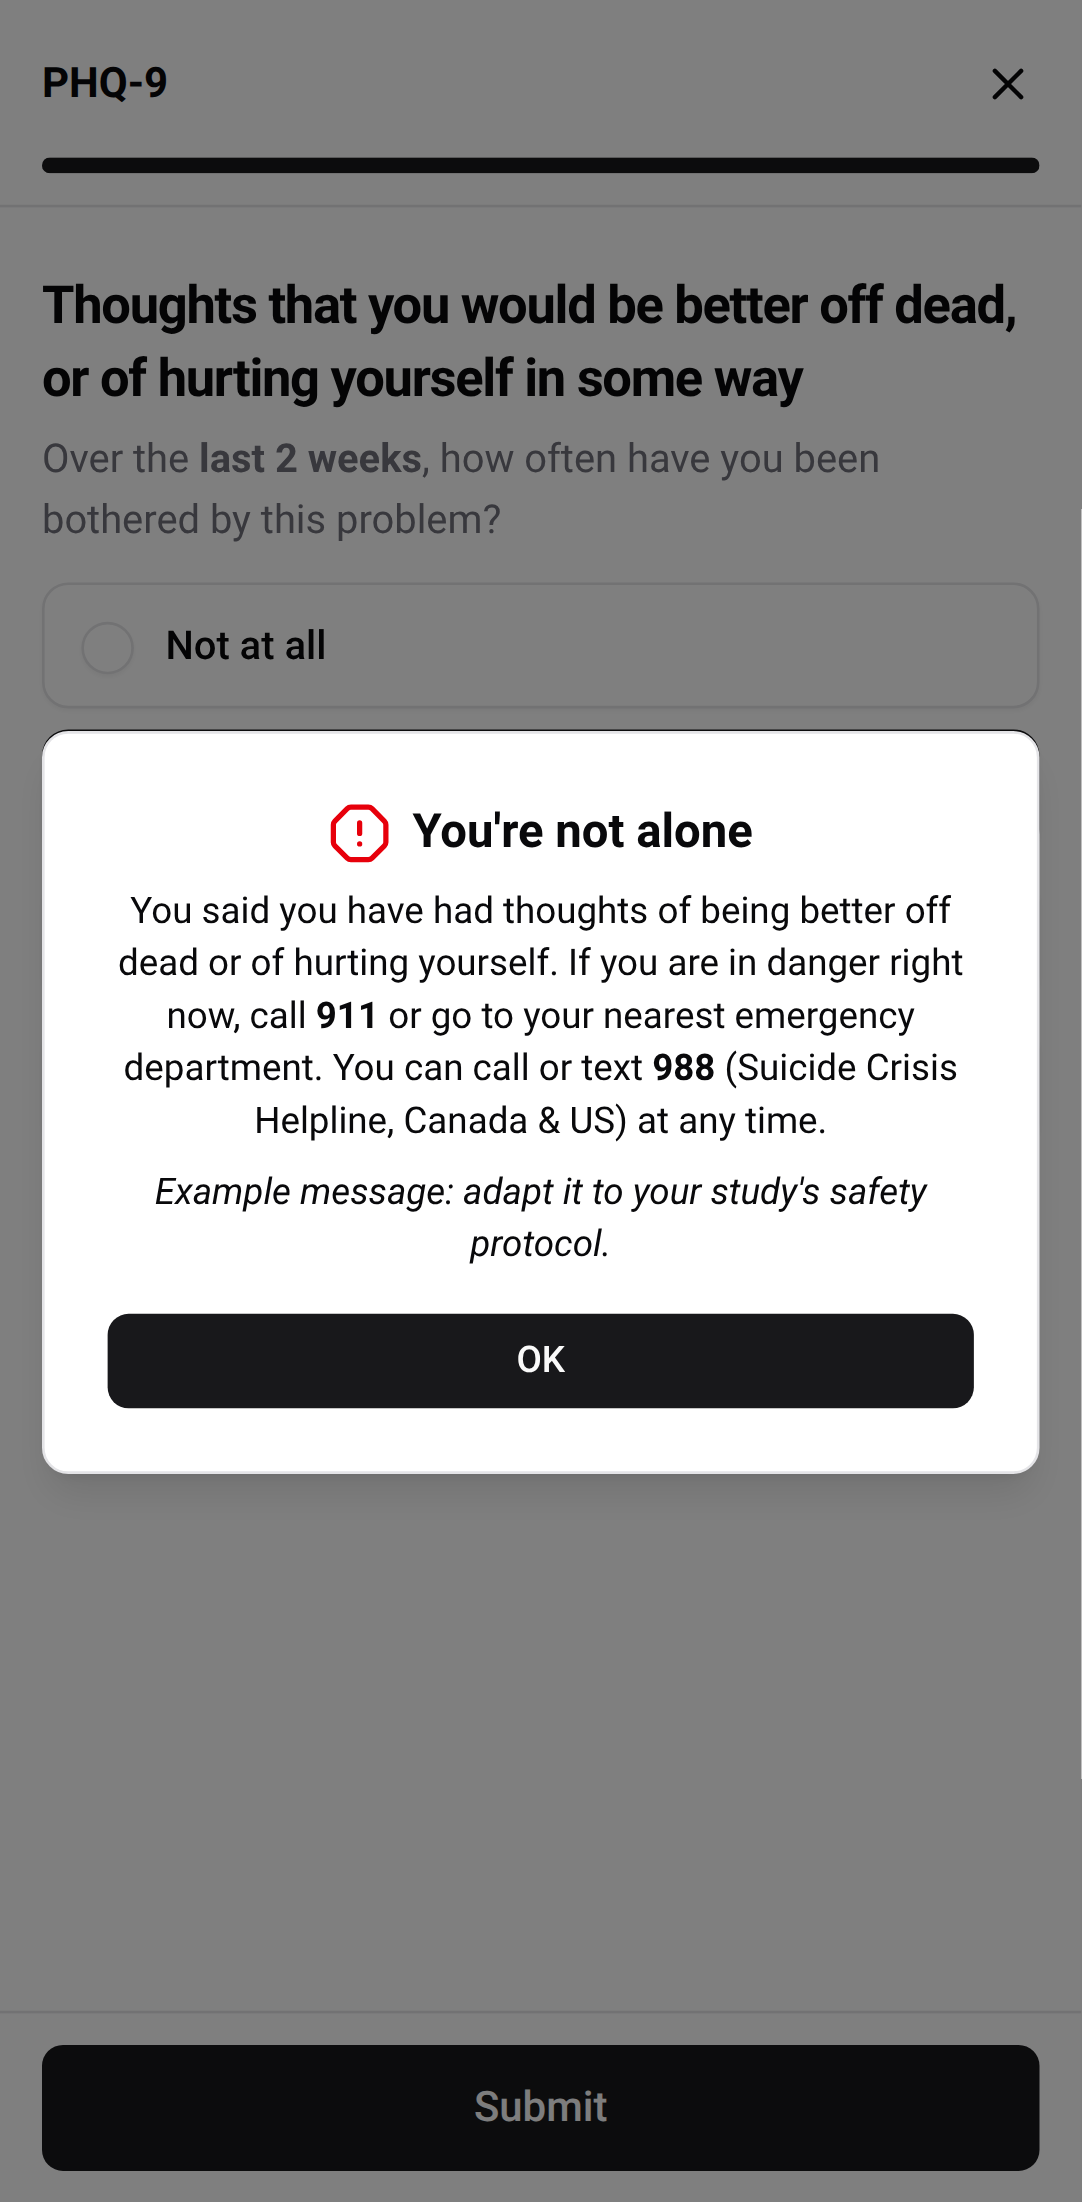 PHQ-9
Thoughts that you would be better off dead,
or of hurting yourself in some way
Over the last 2 weeks, how often have you been
bothered by this problem?
Not at all
You're not alone
You said you have had thoughts of being better off
dead or of hurting yourself. If you are in danger right
now, call 911 or go to your nearest emergency
department. You can call or text 988 (Suicide Crisis
Helpline, Canada & US) at any time.
Example message: adapt it to your study's safety
protocol.
OK
Submit